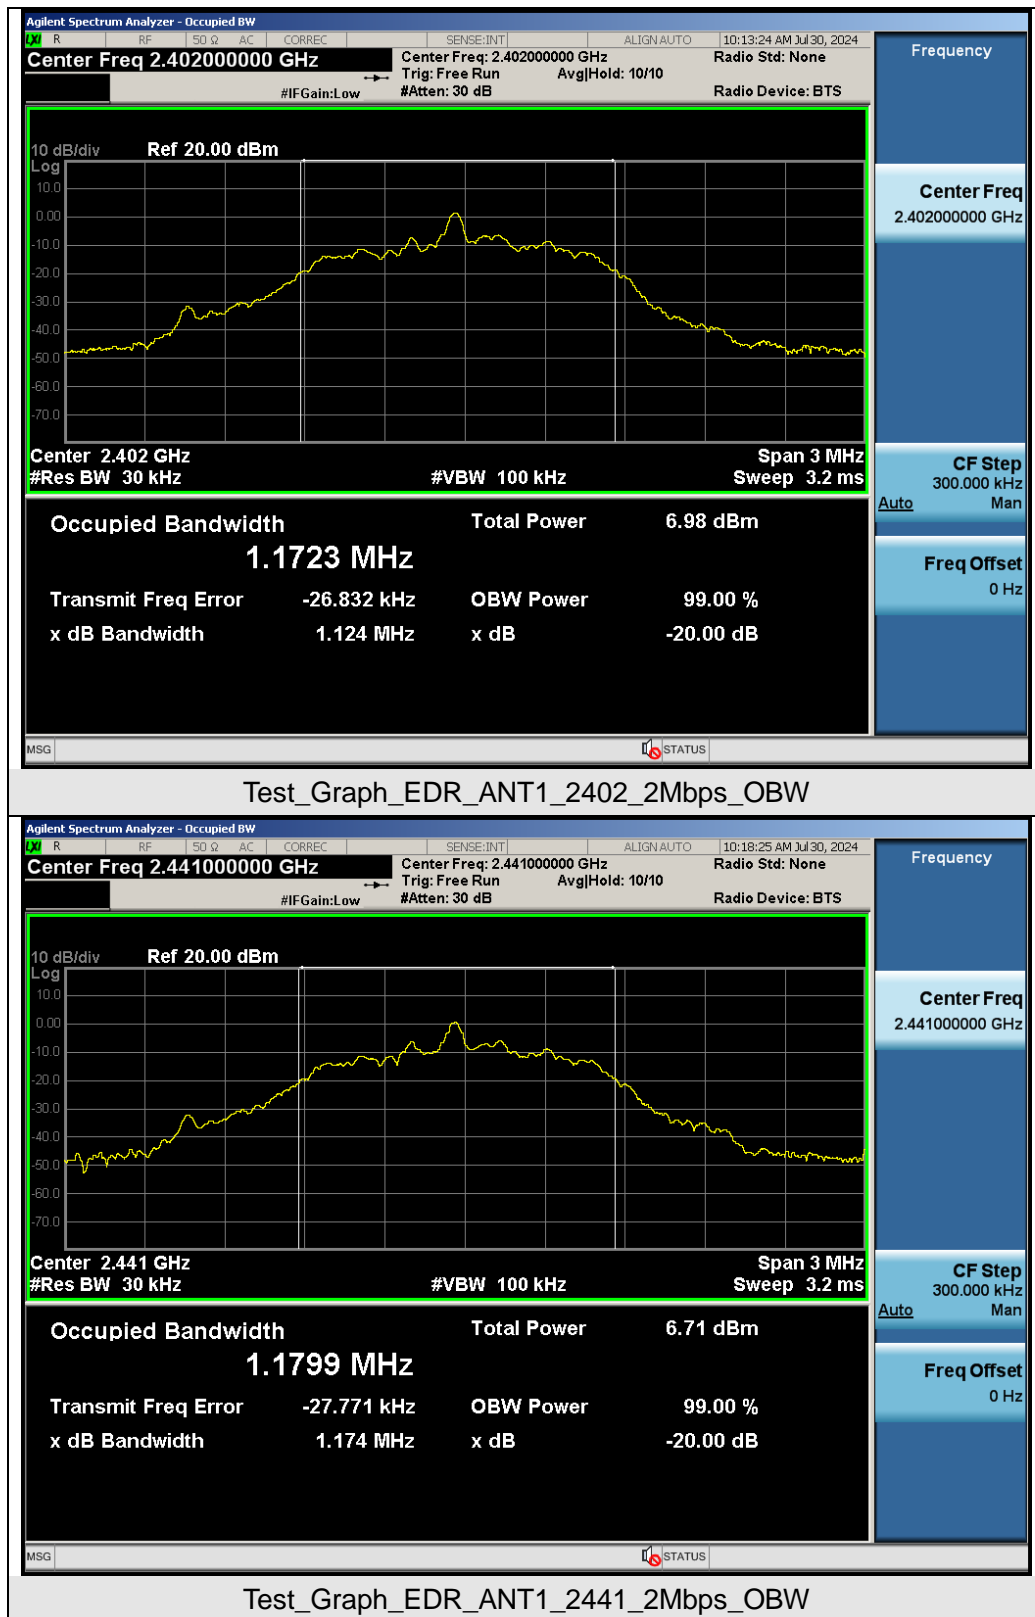 Agilent Spectrum Analyzer - Occupied BW
LXI R RF 50 Ω AC CORREC SENSE:INT ALIGN AUTO 10:13:24 AM Jul 30, 2024
Center Freq 2.402000000 GHz Center Freq: 2.402000000 GHz Radio Std: None
Trig: Free Run Avg|Hold: 10/10
#IFGain:Low #Atten: 30 dB Radio Device: BTS
10 dB/div Ref 20.00 dBm
Log
10.0
0.00
-10.0
-20.0
-30.0
-40.0
-50.0
-60.0
-70.0
Center 2.402 GHz Span 3 MHz
#Res BW 30 kHz #VBW 100 kHz Sweep 3.2 ms
Occupied Bandwidth Total Power 6.98 dBm
1.1723 MHz
Transmit Freq Error -26.832 kHz OBW Power 99.00 %
x dB Bandwidth 1.124 MHz x dB -20.00 dB
MSG STATUS
Frequency
Center Freq
2.402000000 GHz
CF Step
300.000 kHz
Auto Man
Freq Offset
0 Hz
Test_Graph_EDR_ANT1_2402_2Mbps_OBW
Agilent Spectrum Analyzer - Occupied BW
LXI R RF 50 Ω AC CORREC SENSE:INT ALIGN AUTO 10:18:25 AM Jul 30, 2024
Center Freq 2.441000000 GHz Center Freq: 2.441000000 GHz Radio Std: None
Trig: Free Run Avg|Hold: 10/10
#IFGain:Low #Atten: 30 dB Radio Device: BTS
10 dB/div Ref 20.00 dBm
Log
10.0
0.00
-10.0
-20.0
-30.0
-40.0
-50.0
-60.0
-70.0
Center 2.441 GHz Span 3 MHz
#Res BW 30 kHz #VBW 100 kHz Sweep 3.2 ms
Occupied Bandwidth Total Power 6.71 dBm
1.1799 MHz
Transmit Freq Error -27.771 kHz OBW Power 99.00 %
x dB Bandwidth 1.174 MHz x dB -20.00 dB
MSG STATUS
Frequency
Center Freq
2.441000000 GHz
CF Step
300.000 kHz
Auto Man
Freq Offset
0 Hz
Test_Graph_EDR_ANT1_2441_2Mbps_OBW